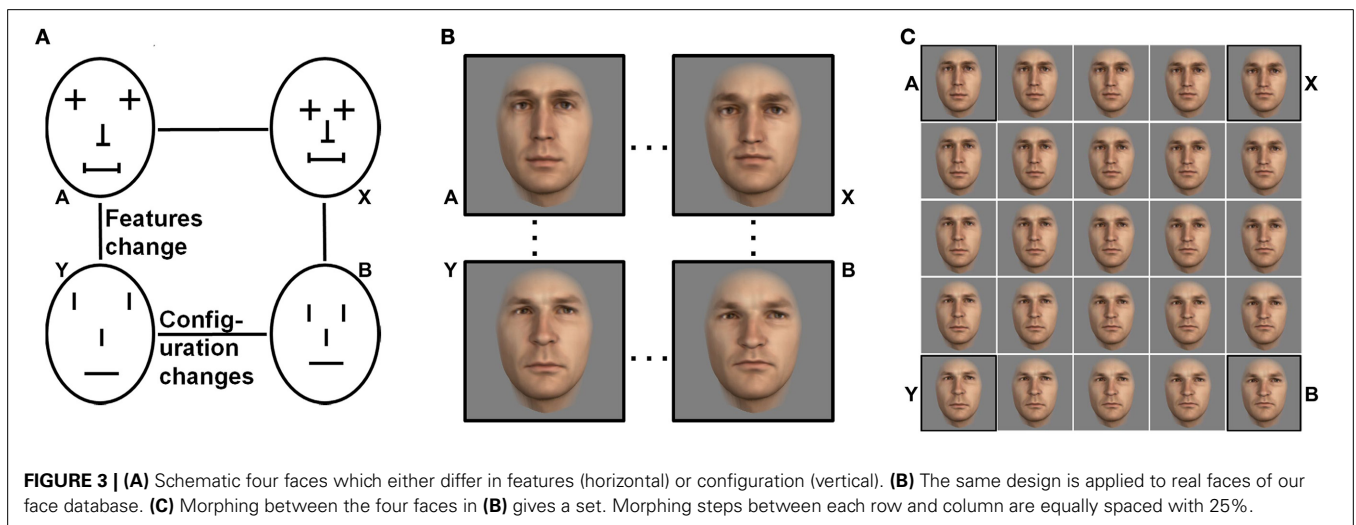 A
B
C
A
X
Features
change
Y
B
Config-
uration
changes
A
X
Y
B
A
X
Y
B
FIGURE 3 | (A) Schematic four faces which either differ in features (horizontal) or configuration (vertical). (B) The same design is applied to real faces of our
face database. (C) Morphing between the four faces in (B) gives a set. Morphing steps between each row and column are equally spaced with 25%.